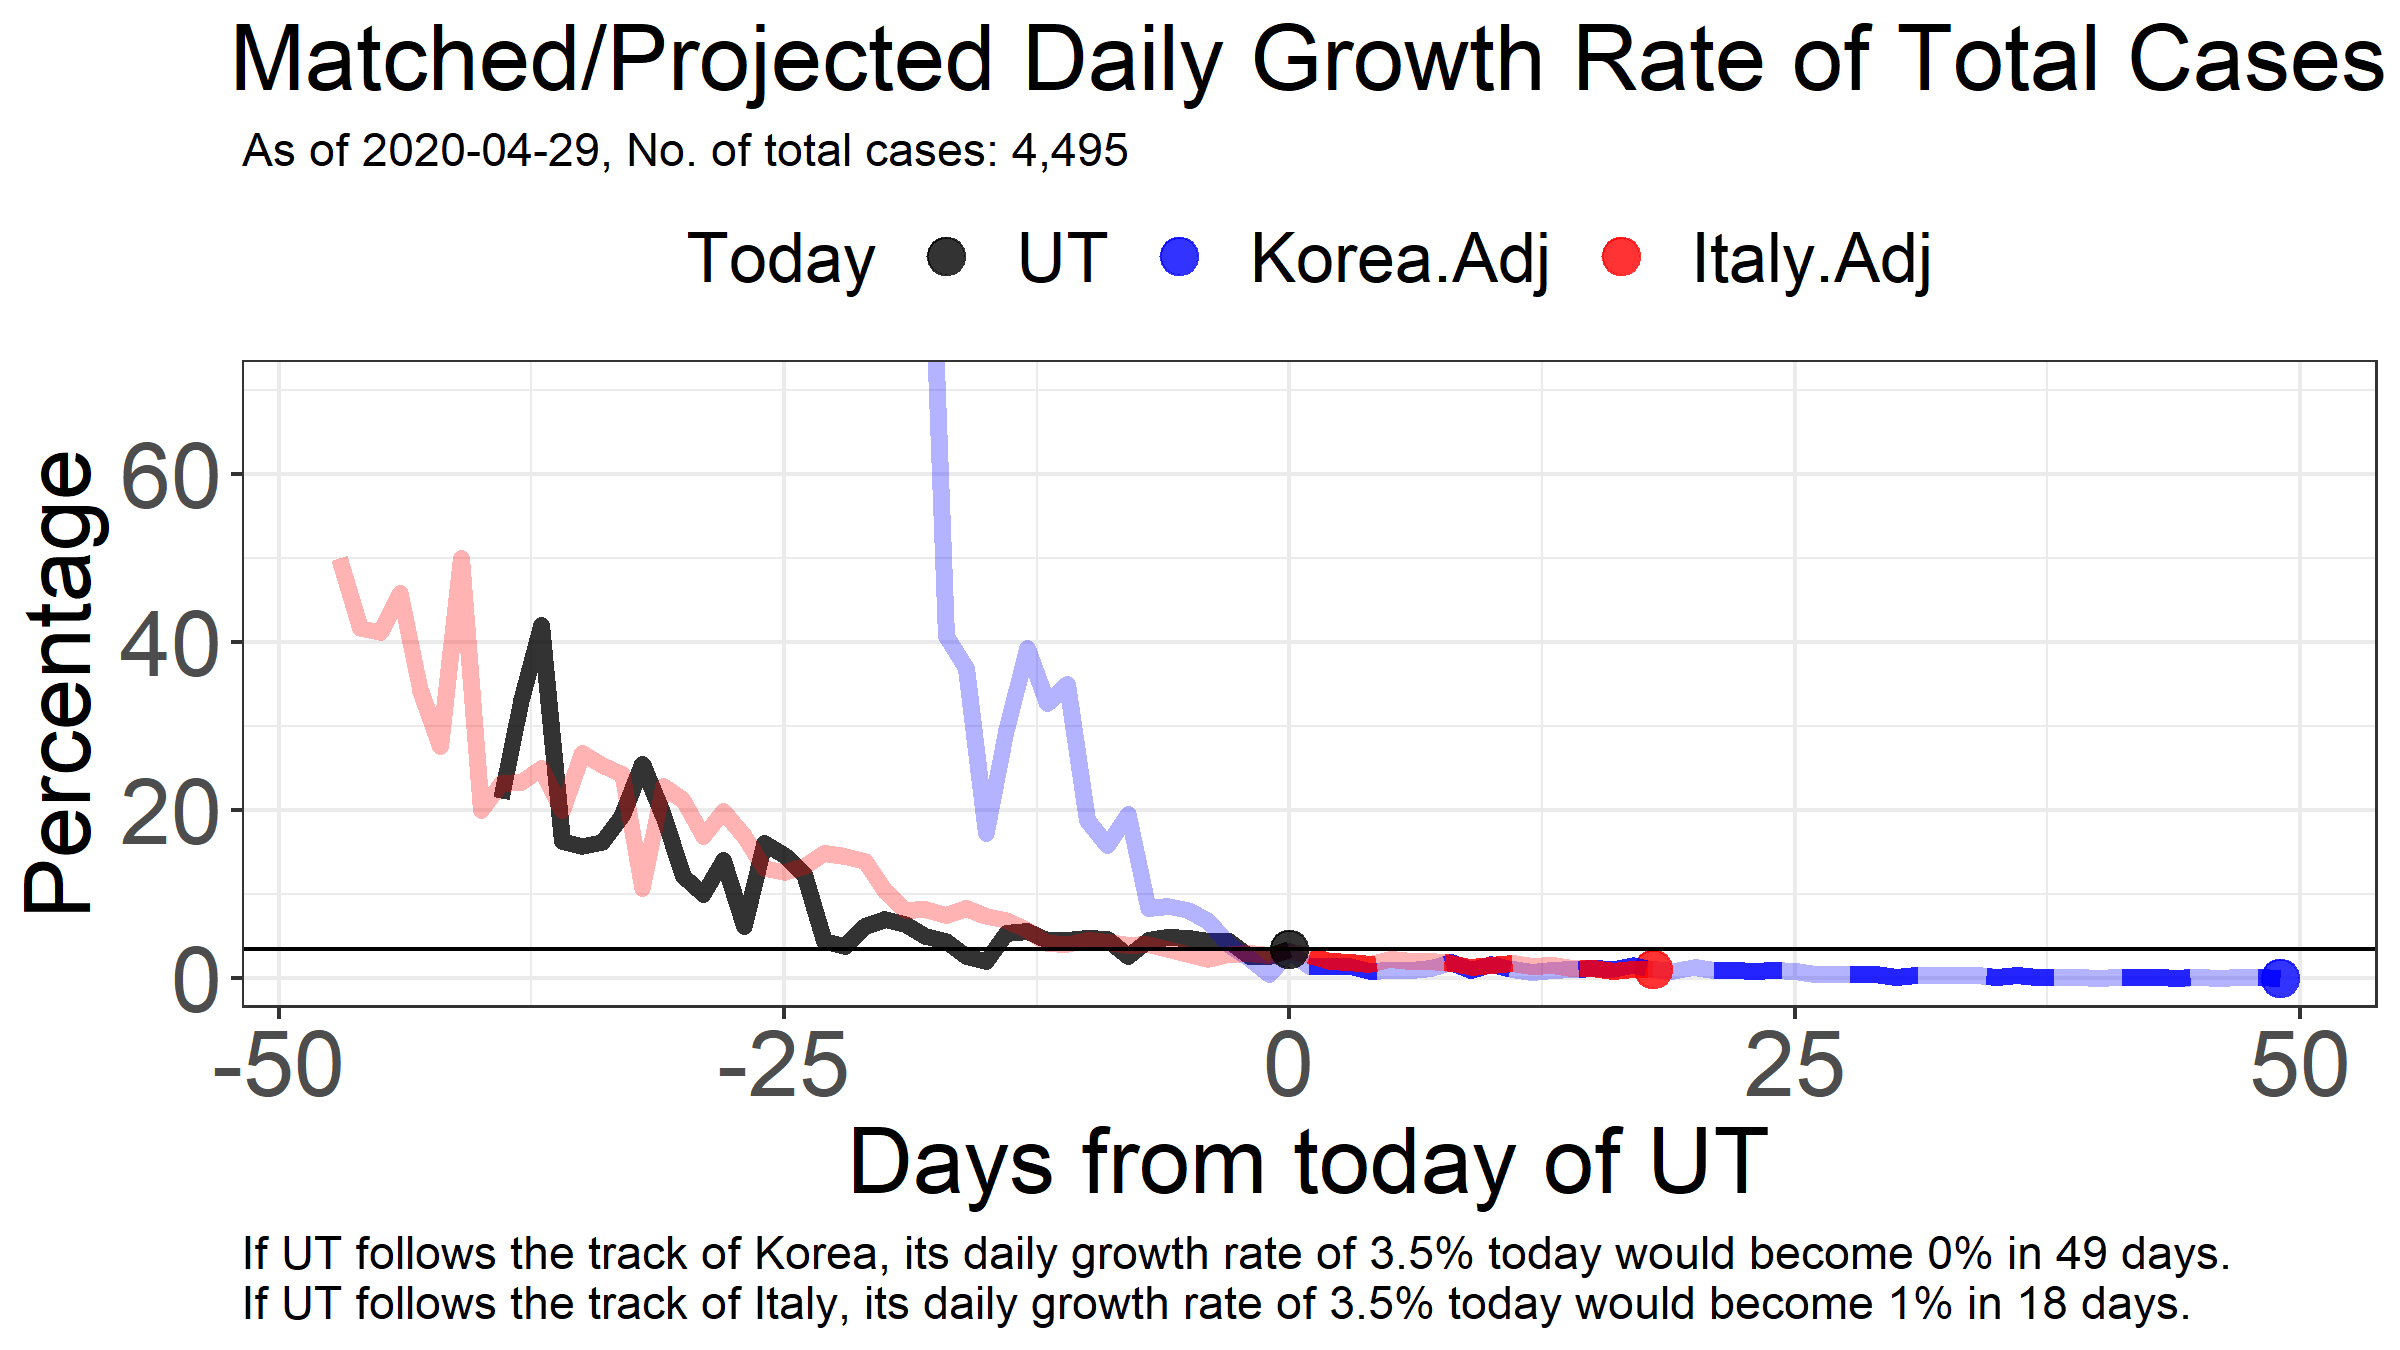 Matched/Projected Daily Growth Rate of Total Cases
As of 2020-04-29, No. of total cases: 4,495
Today UT Korea.Adj Italy.Adj
Percentage
60
40
20
0
-50 -25 0 25 50
Days from today of UT
If UT follows the track of Korea, its daily growth rate of 3.5% today would become 0% in 49 days.
If UT follows the track of Italy, its daily growth rate of 3.5% today would become 1% in 18 days.